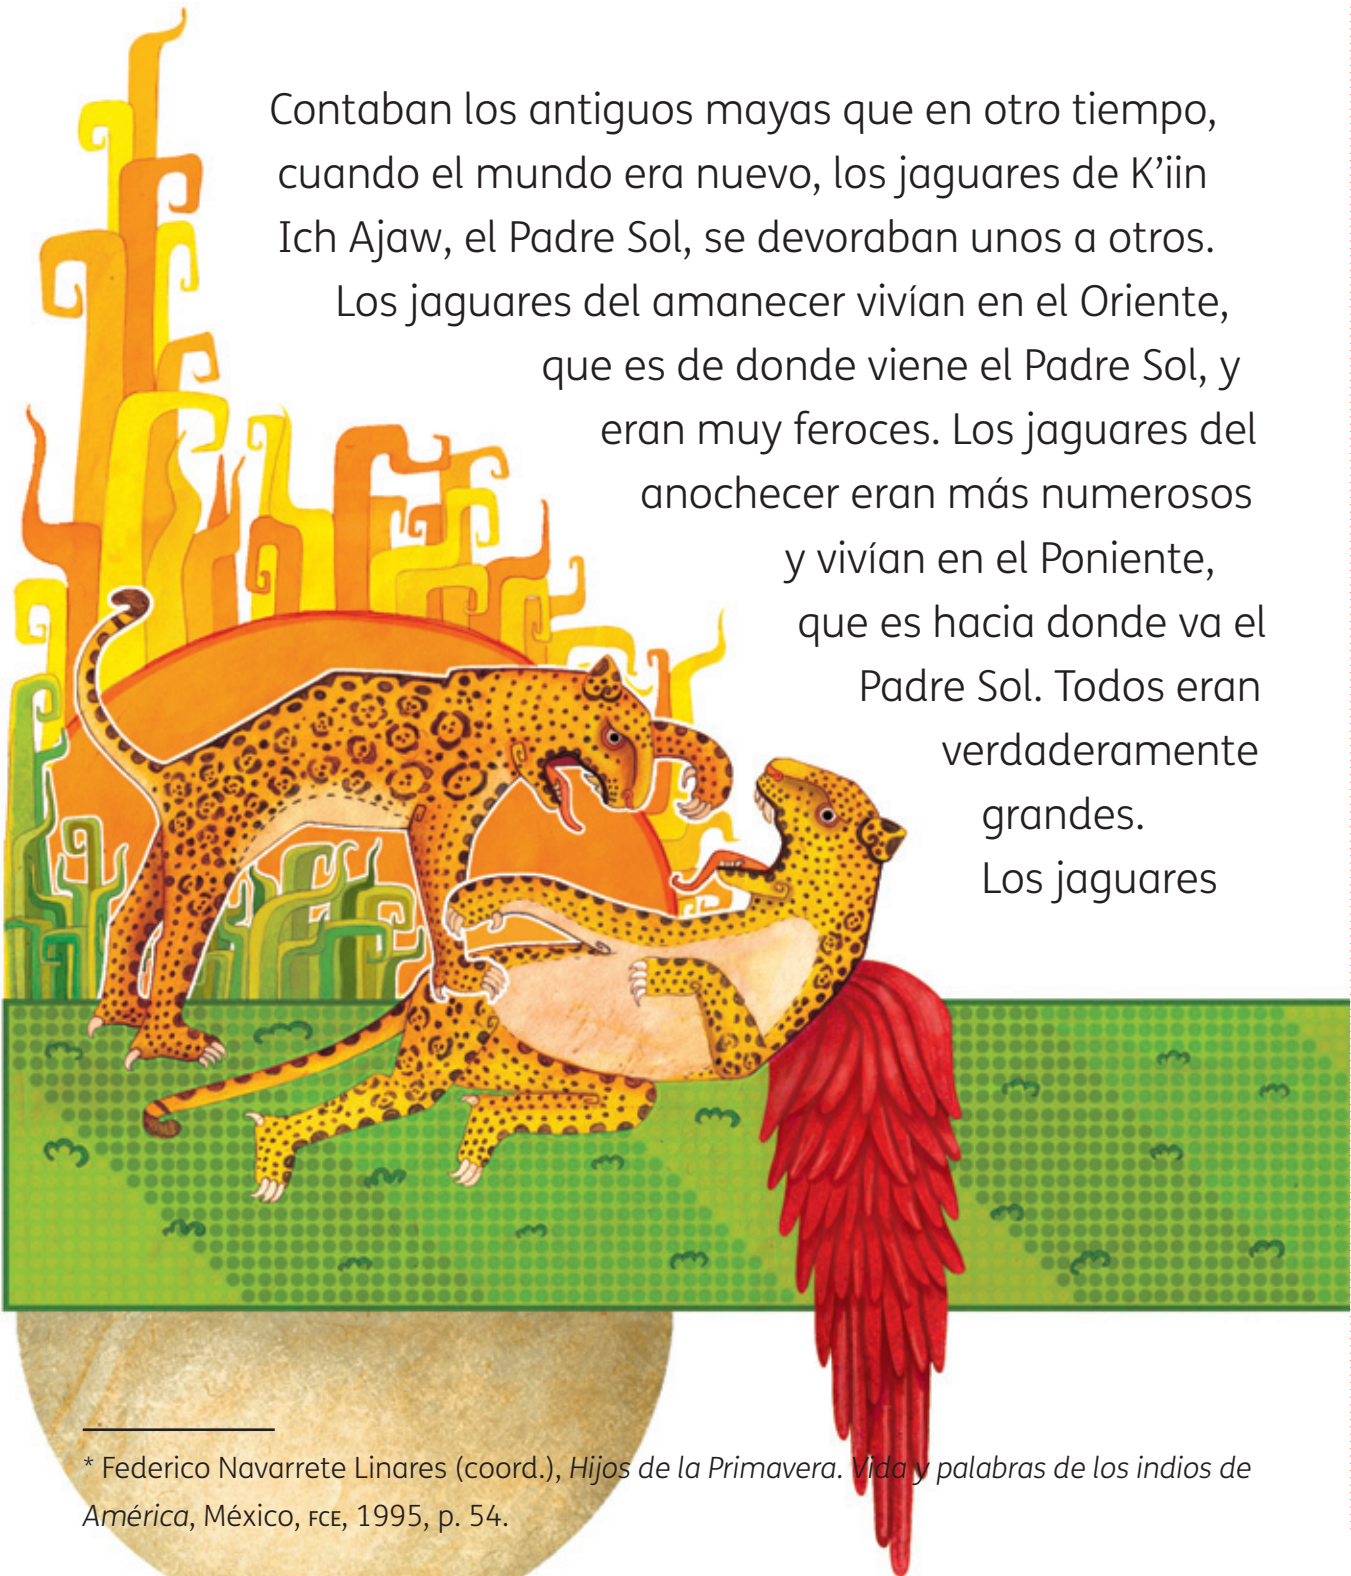 Contaban los antiguos mayas que en otro tiempo,
cuando el mundo era nuevo, los jaguares de K’iin
Ich Ajaw, el Padre Sol, se devoraban unos a otros.
Los jaguares del amanecer vivían en el Oriente,
que es de donde viene el Padre Sol, y
eran muy feroces. Los jaguares del
anochecer eran más numerosos
y vivían en el Poniente,
que es hacia donde va el
Padre Sol. Todos eran
verdaderamente
grandes.
Los jaguares
* Federico Navarrete Linares (coord.), Hijos de la Primavera. Vida y palabras de los indios de
América, México, FCE, 1995, p. 54.